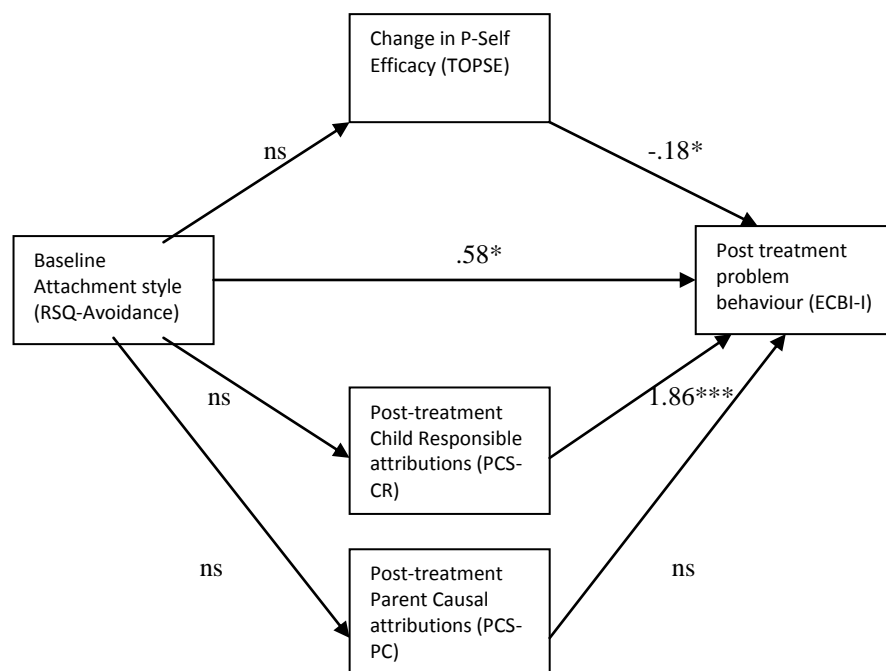 Change in P-Self
Efficacy (TOPSE)
ns
-.18*
Baseline
Attachment style
(RSQ-Avoidance)
.58*
Post treatment
problem
behaviour (ECBI-I)
ns
1.86***
Post-treatment
Child Responsible
attributions (PCS-
CR)
ns
ns
Post-treatment
Parent Causal
attributions (PCS-
PC)